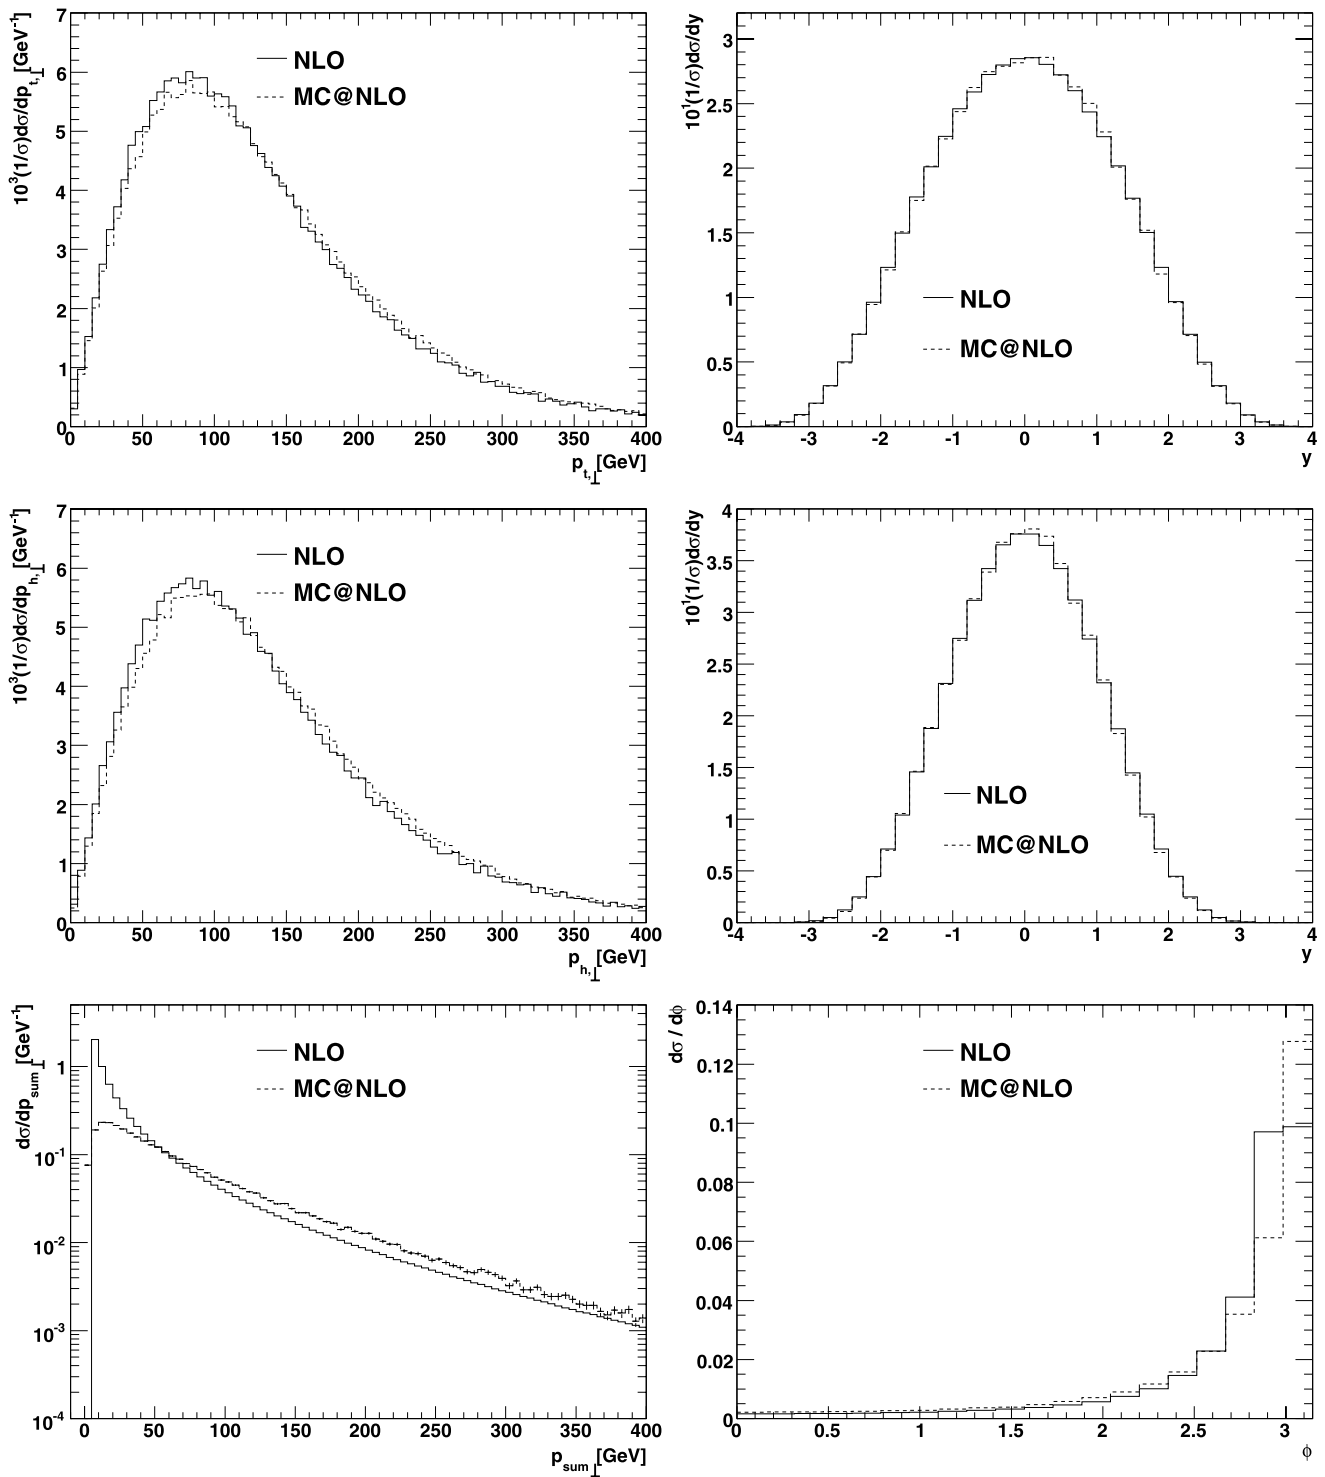 10³(1/σ)dσ/dp_t,⊥ [GeV⁻¹]
7
6
5
4
3
2
1
0
NLO
MC@NLO
0 50 100 150 200 250 300 350 400
p_t,⊥ [GeV]
10¹(1/σ)dσ/dy
3
2.5
2
1.5
1
0.5
0
NLO
MC@NLO
-4 -3 -2 -1 0 1 2 3 4
y
10³(1/σ)dσ/dp_h,⊥ [GeV⁻¹]
7
6
5
4
3
2
1
0
NLO
MC@NLO
0 50 100 150 200 250 300 350 400
p_h,⊥ [GeV]
10¹(1/σ)dσ/dy
4
3.5
3
2.5
2
1.5
1
0.5
0
NLO
MC@NLO
-4 -3 -2 -1 0 1 2 3 4
y
dσ/dp_sum⊥ [GeV⁻¹]
1
10⁻¹
10⁻²
10⁻³
10⁻⁴
NLO
MC@NLO
0 50 100 150 200 250 300 350 400
p_sum⊥ [GeV]
dσ / dϕ
0.14
0.12
0.1
0.08
0.06
0.04
0.02
0
NLO
MC@NLO
0 0.5 1 1.5 2 2.5 3
ϕ